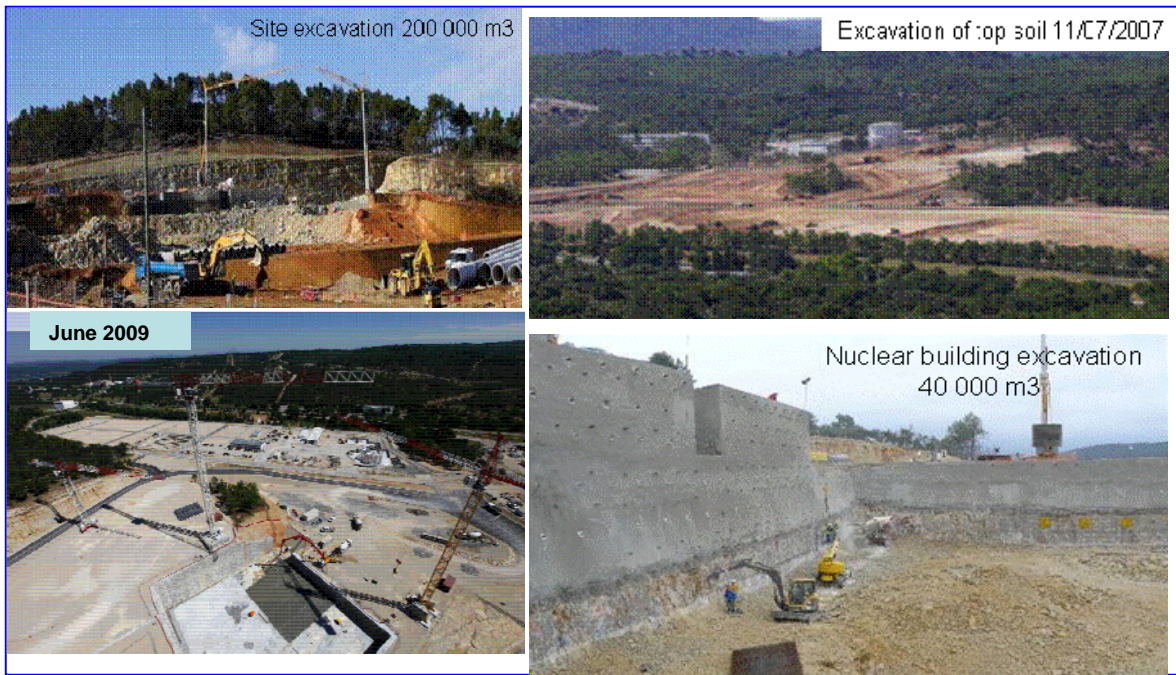 Site excavation 200 000 m3
Excavation of top soil 11/07/2007
June 2009
Nuclear building excavation
40 000 m3